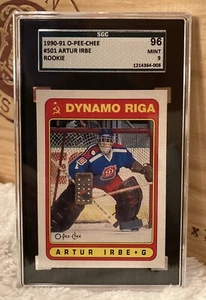 SGC
1990-91 O-PEE-CHEE
#501 ARTUR IRBE
ROOKIE
96
MINT
9
1214364-008
DYNAMO RIGA
O-Pee-Chee
ARTUR IRBE • G